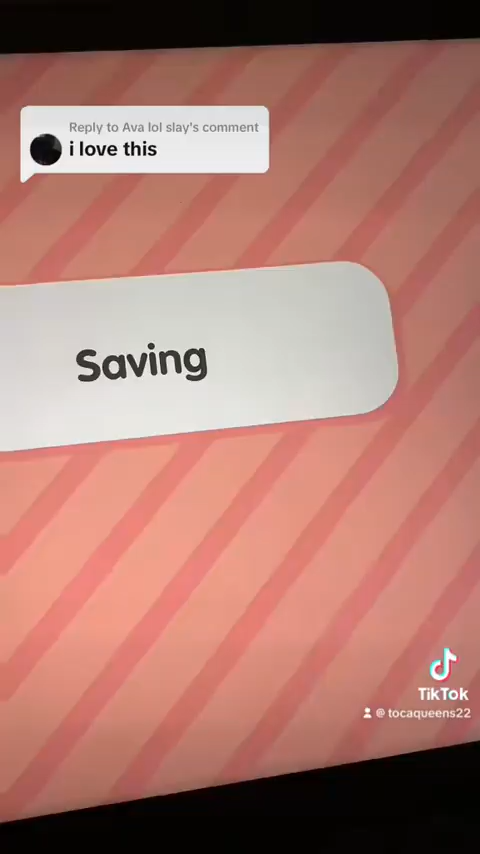 Reply to Ava lol slay's comment
i love this
Saving
TikTok
@ tocaqueens22